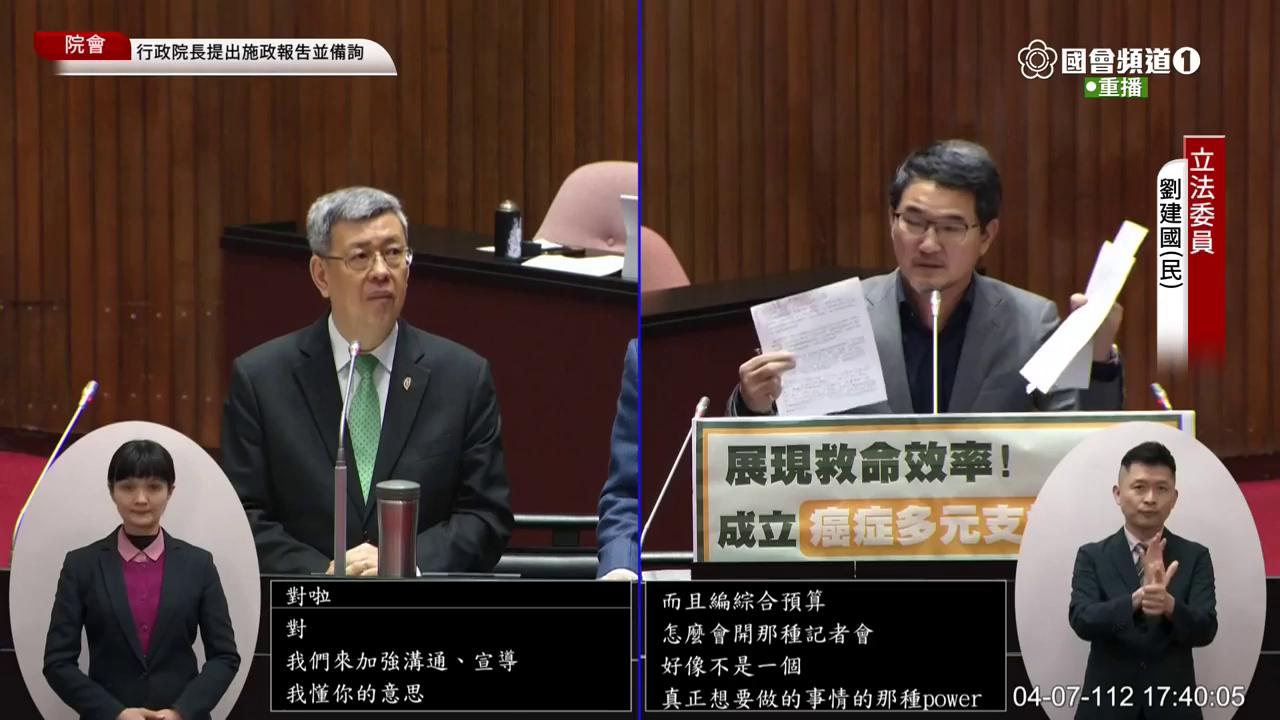 院會
行政院長提出施政報告並備詢
國會頻道1
重播
立法委員
劉建國(民)
展現救命效率!
成立癌症多元支
對啦
對
我們來加強溝通、宣導
我懂你的意思
而且編綜合預算
怎麼會開那種記者會
好像不是一個
真正想要做的事情的那種power
04-07-112 17:40:05